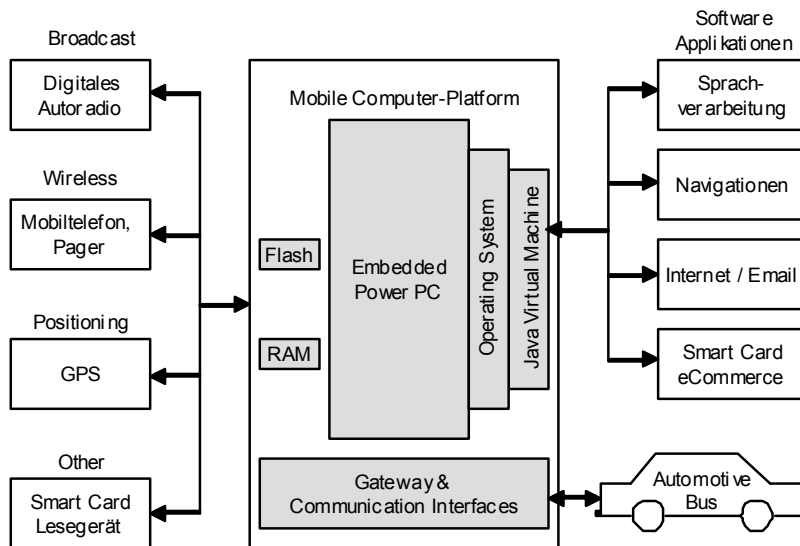 Broadcast
Digitales
Autoradio
Wireless
Mobiltelefon,
Pager
Positioning
GPS
Other
Smart Card
Lesegerät
Mobile Computer-Platform
Flash
RAM
Embedded
Power PC
Operating System
Java Virtual Machine
Gateway &
Communication Interfaces
Software
Applikationen
Sprach-
verarbeitung
Navigationen
Internet / Email
Smart Card
eCommerce
Automotive
Bus